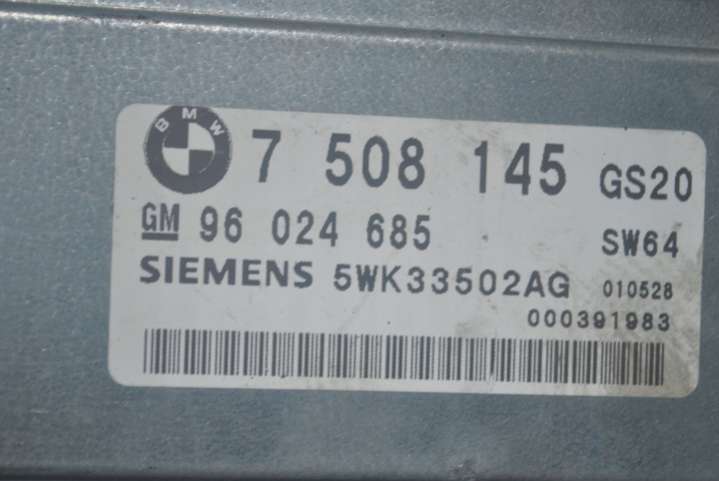 BMW 7 508 145 GS20
GM 96 024 685 SW64
SIEMENS 5WK33502AG 010528
000391983